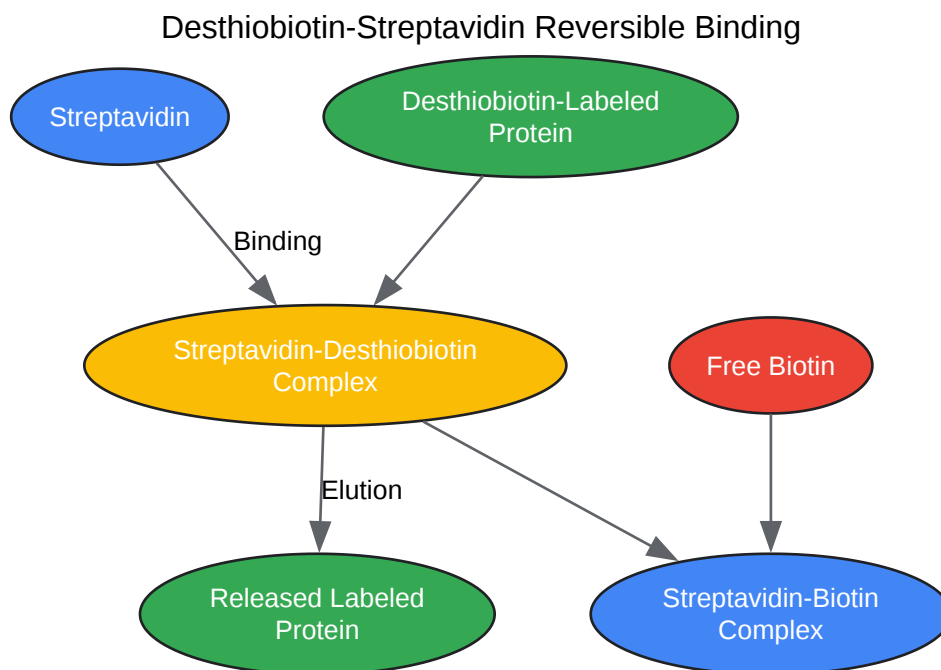 Desthiobiotin-Streptavidin Reversible Binding
Streptavidin
Desthiobiotin-Labeled
Protein
Binding
Streptavidin-Desthiobiotin
Complex
Free Biotin
Elution
Released Labeled
Protein
Streptavidin-Biotin
Complex